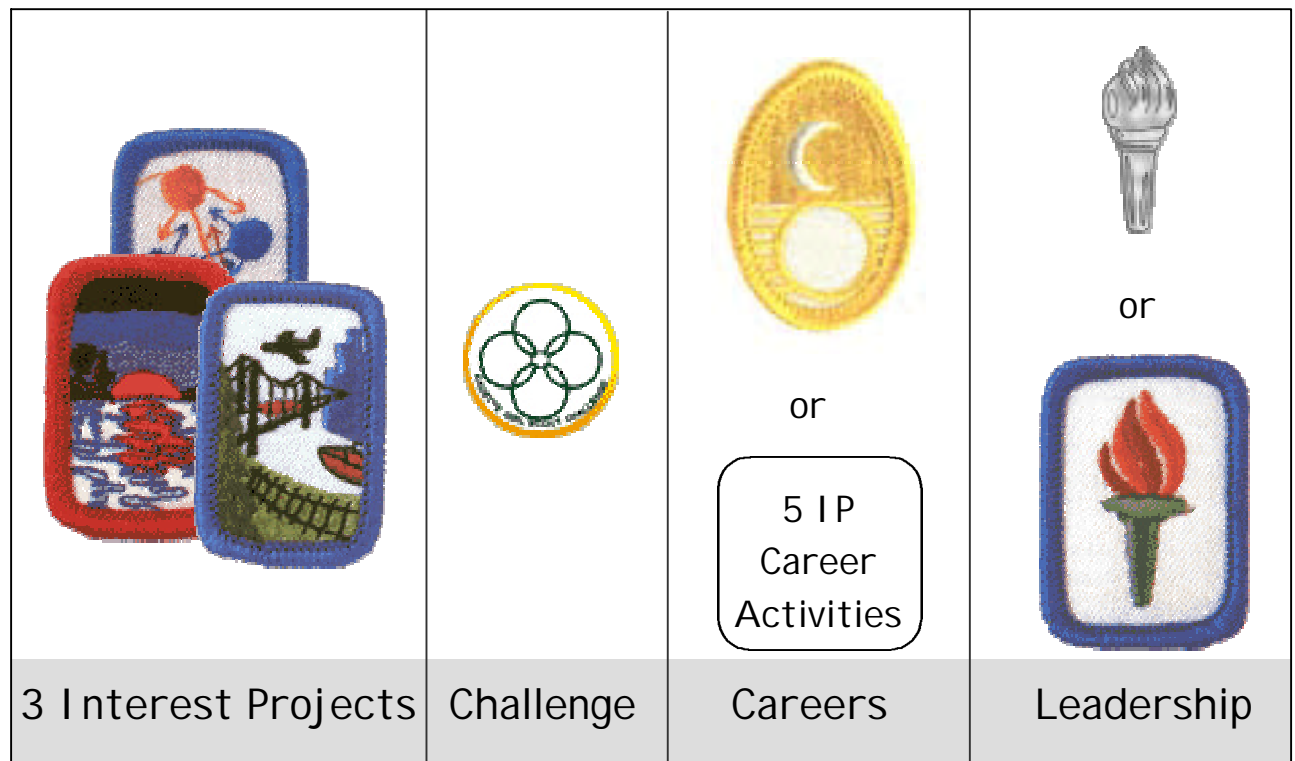 or
or
5 IP
Career
Activities
3 Interest Projects
Challenge
Careers
Leadership